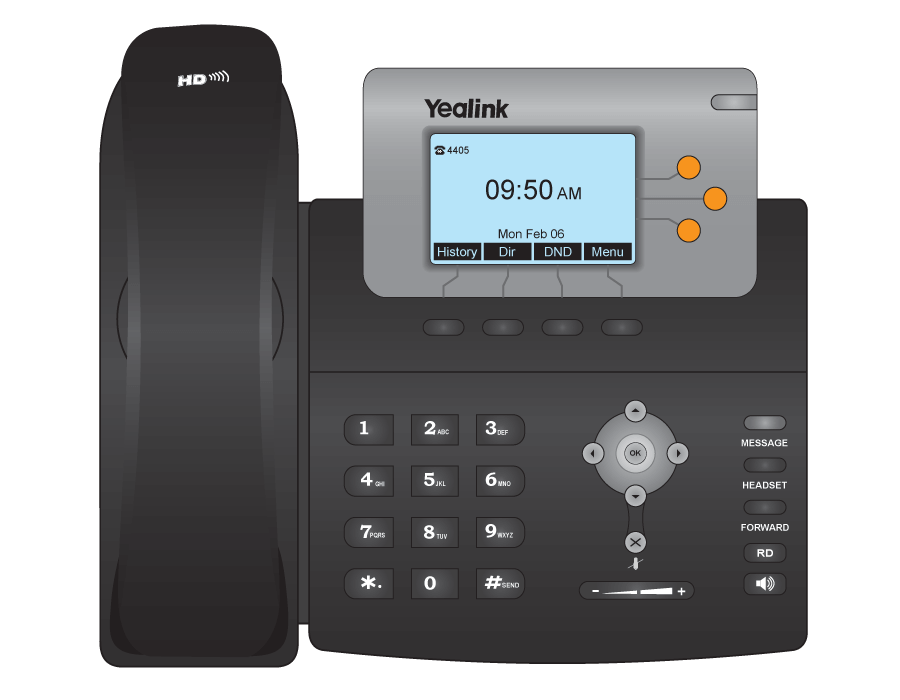 HD
Yealink
4405
09:50 AM
Mon Feb 06
History Dir DND Menu
1 2 ABC 3 DEF
4 GHI 5 JKL 6 MNO
7 PQRS 8 TUV 9 WXYZ
*. 0 # SEND
OK
MESSAGE
HEADSET
FORWARD
RD
- +